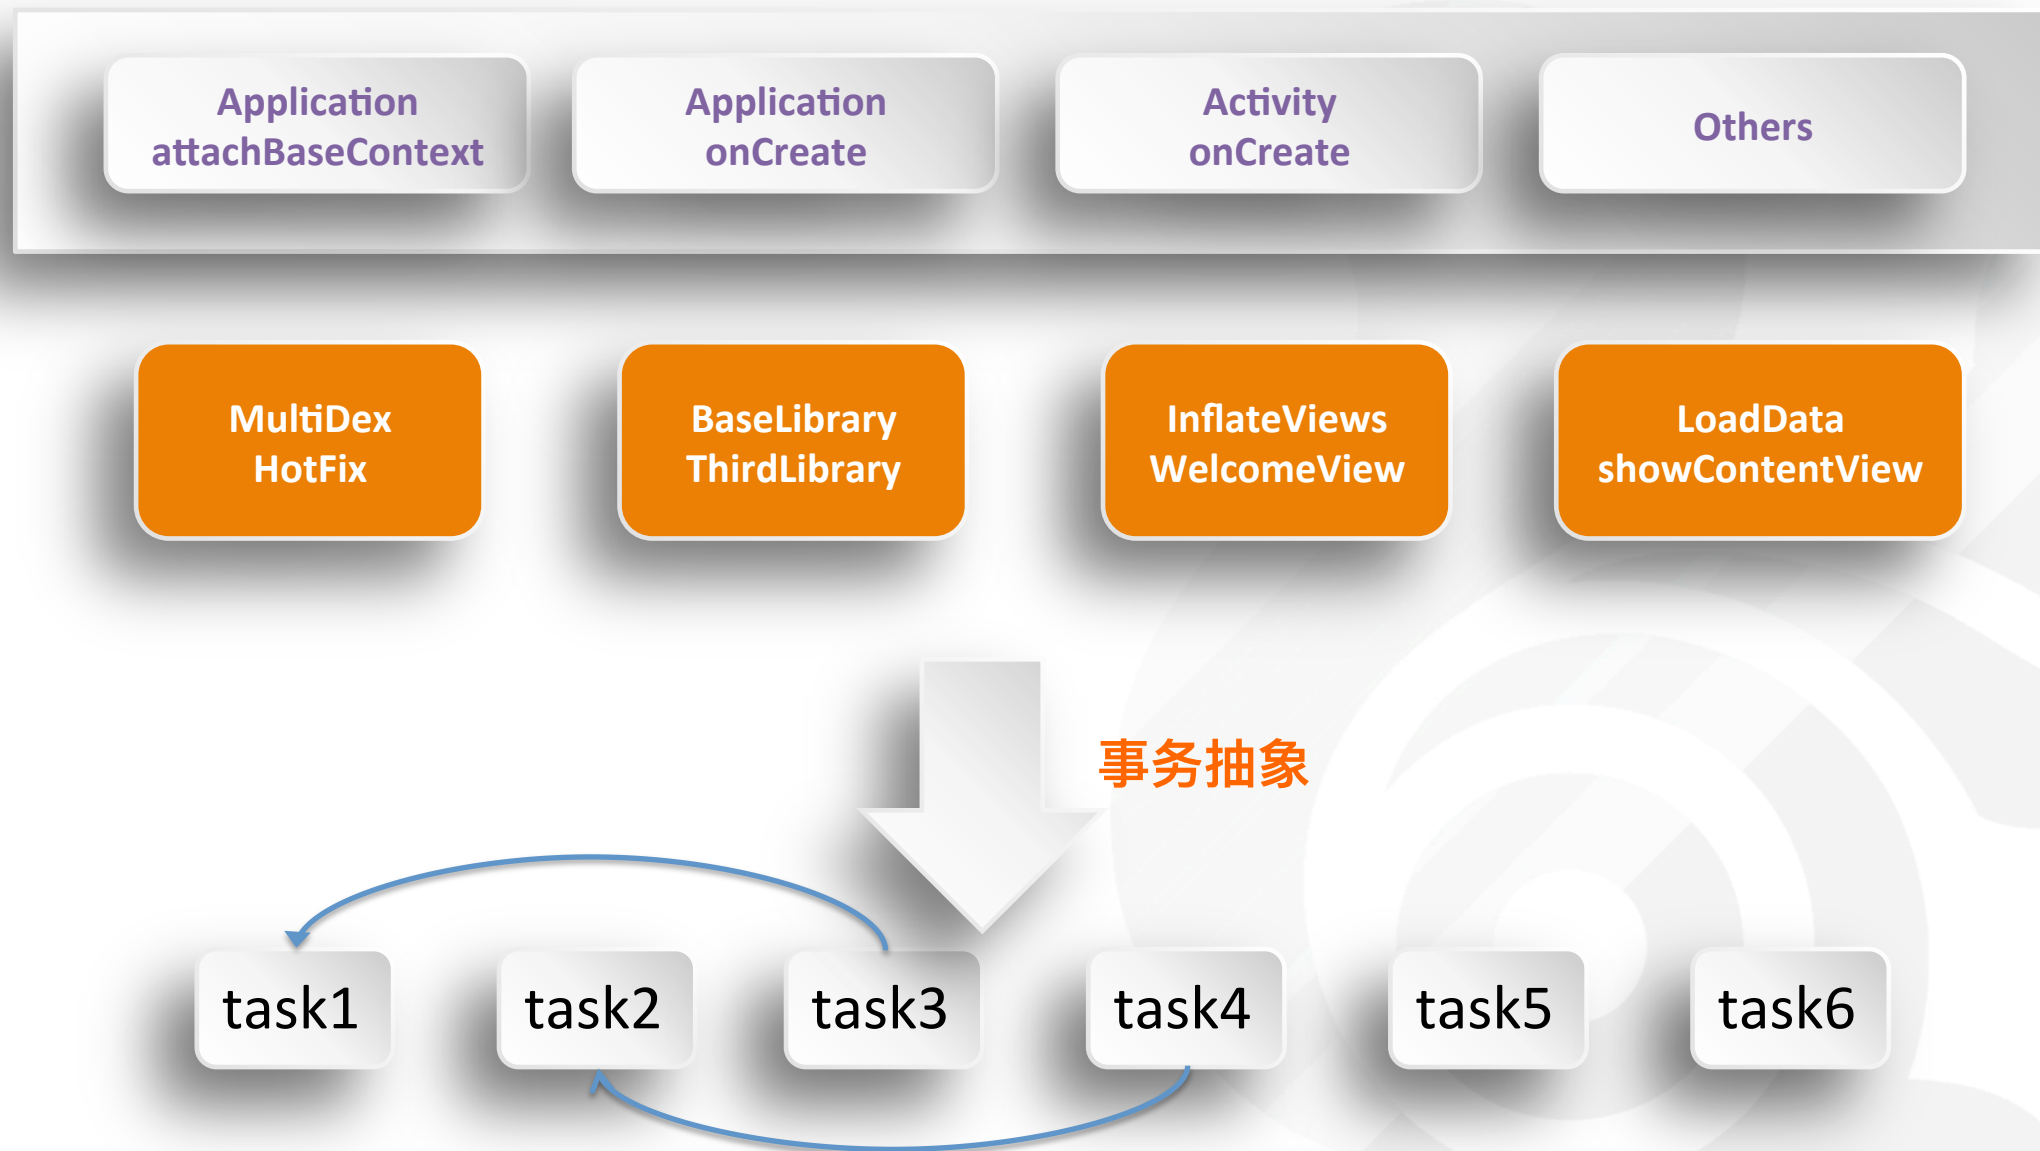 Application
attachBaseContext
Application
onCreate
Activity
onCreate
Others
MultiDex
HotFix
BaseLibrary
ThirdLibrary
InflateViews
WelcomeView
LoadData
showContentView
事务抽象
task1
task2
task3
task4
task5
task6